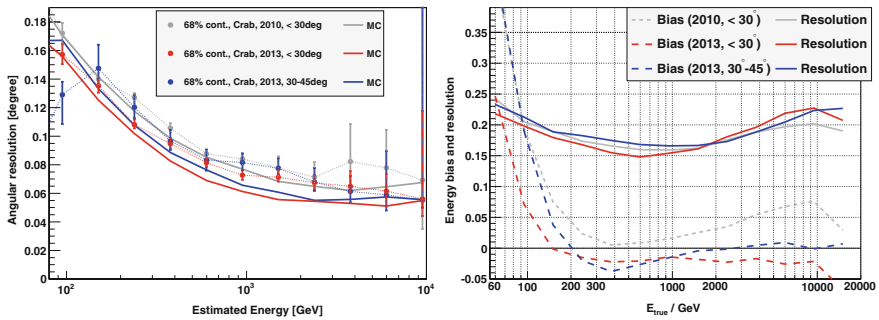 Angular resolution [degree]
0.18
0.16
0.14
0.12
0.1
0.08
0.06
0.04
0.02
0
68% cont., Crab, 2010, < 30deg MC
68% cont., Crab, 2013, < 30deg MC
68% cont., Crab, 2013, 30-45deg MC
10² 10³ 10⁴
Estimated Energy [GeV]
Energy bias and resolution
0.35
0.3
0.25
0.2
0.15
0.1
0.05
0
-0.05
Bias (2010, < 30°) Resolution
Bias (2013, < 30°) Resolution
Bias (2013, 30°-45°) Resolution
60 100 200 300 1000 2000 10000 20000
E_true / GeV